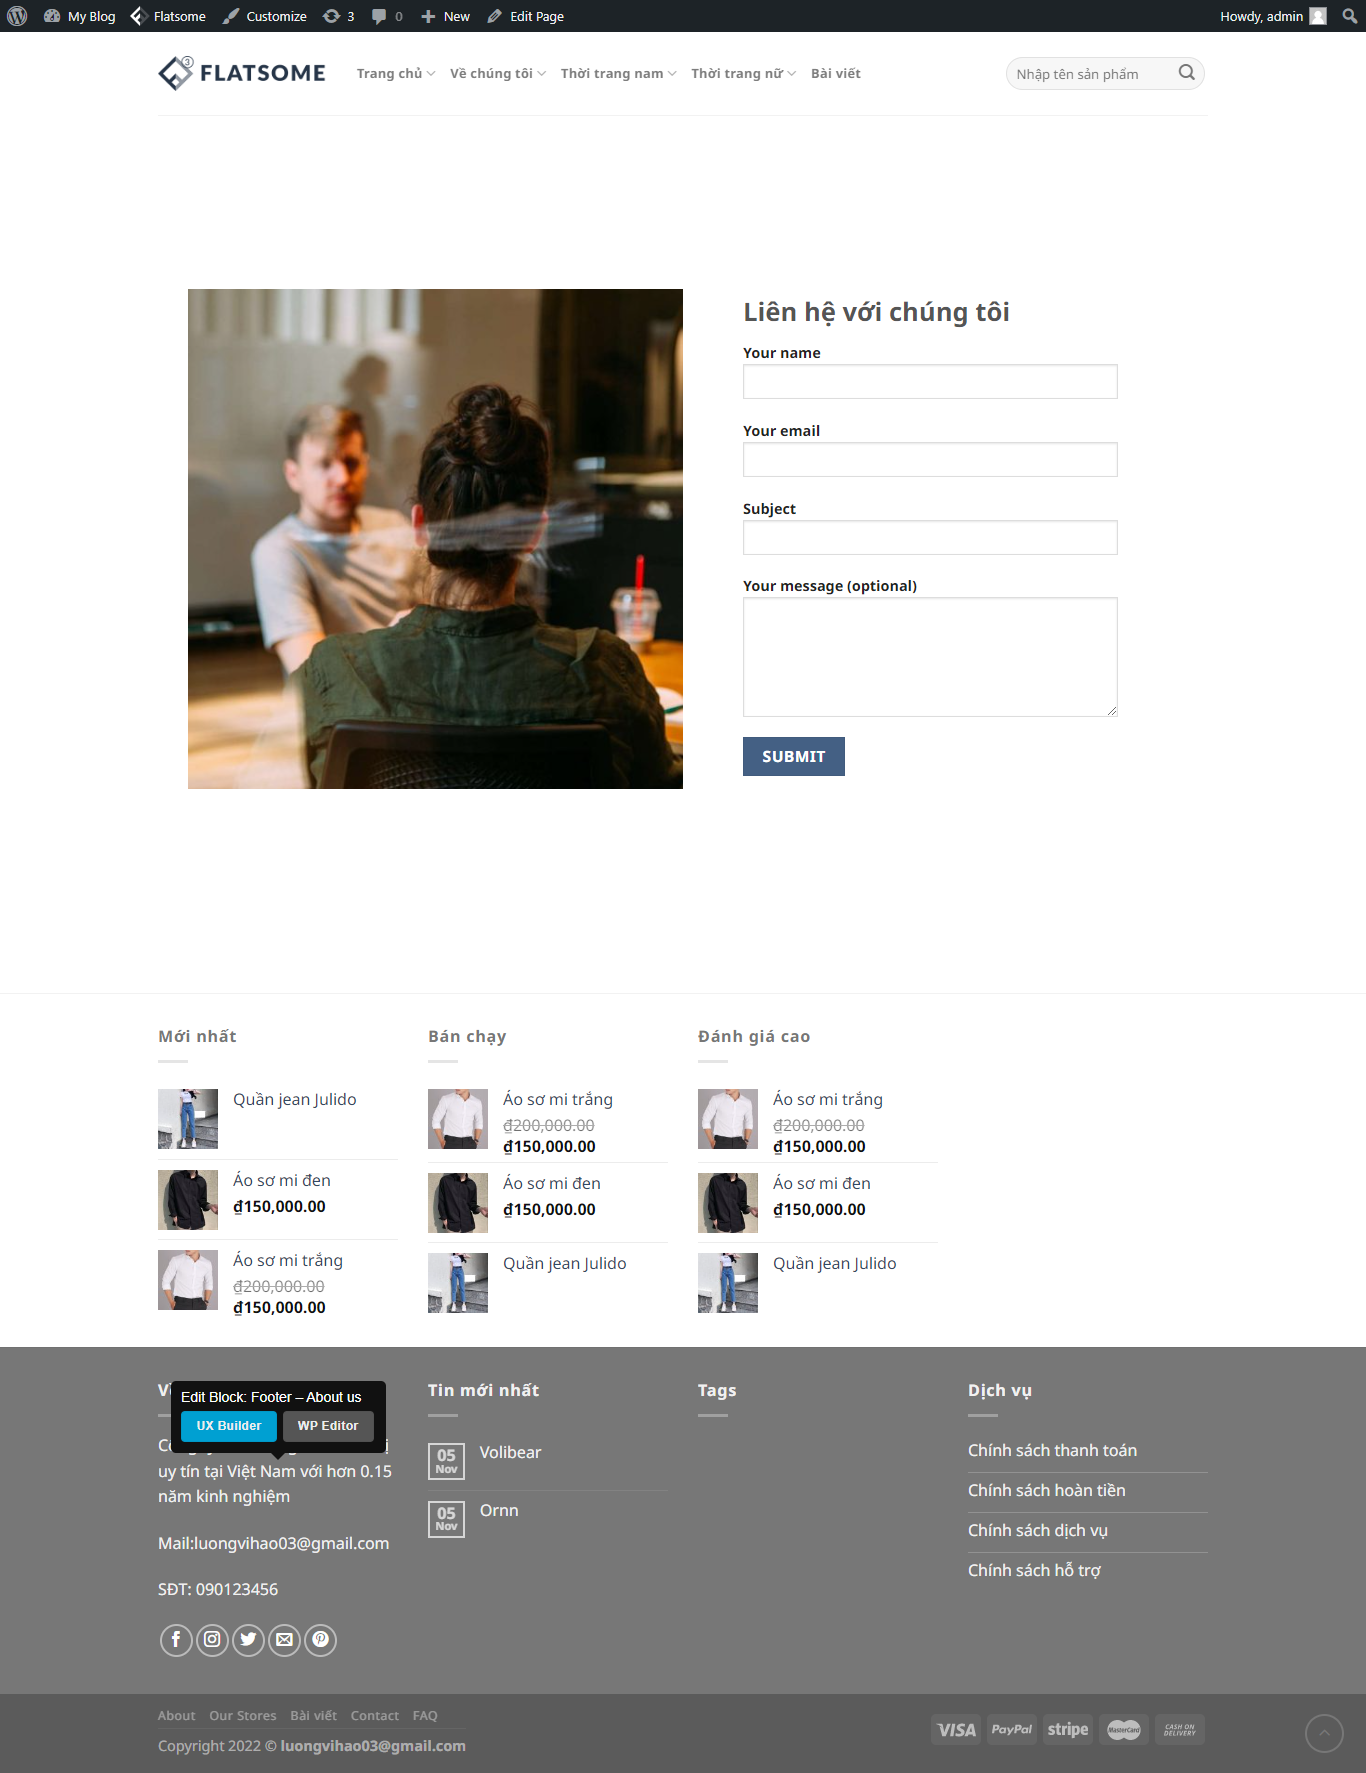 My Blog Flatsome Customize 3 0 New Edit Page Howdy, admin
3 FLATSOME Trang chủ Về chúng tôi Thời trang nam Thời trang nữ Bài viết Nhập tên sản phẩm
Liên hệ với chúng tôi
Your name
Your email
Subject
Your message (optional)
SUBMIT
Mới nhất
Quần jean Julido
Áo sơ mi đen
₫150,000.00
Áo sơ mi trắng
₫200,000.00
₫150,000.00
Bán chạy
Áo sơ mi trắng
₫200,000.00
₫150,000.00
Áo sơ mi đen
₫150,000.00
Quần jean Julido
Đánh giá cao
Áo sơ mi trắng
₫200,000.00
₫150,000.00
Áo sơ mi đen
₫150,000.00
Quần jean Julido
Edit Block: Footer – About us
UX Builder WP Editor
uy tín tại Việt Nam với hơn 0.15
năm kinh nghiệm
Mail:luongvihao03@gmail.com
SĐT: 090123456
Tin mới nhất
05
Nov
Volibear
05
Nov
Ornn
Tags
Dịch vụ
Chính sách thanh toán
Chính sách hoàn tiền
Chính sách dịch vụ
Chính sách hỗ trợ
About Our Stores Bài viết Contact FAQ
Copyright 2022 © luongvihao03@gmail.com
VISA PayPal stripe MasterCard CASH ON DELIVERY